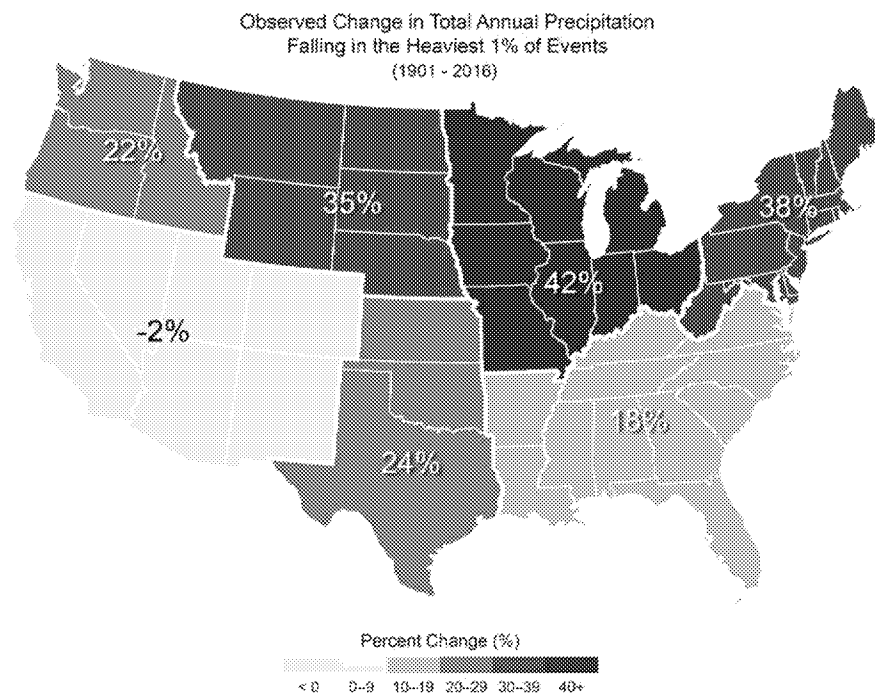 Observed Change in Total Annual Precipitation
Falling in the Heaviest 1% of Events
(1901 - 2016)
22%
35%
38%
42%
-2%
18%
24%
Percent Change (%)
< 0 0-9 10-19 20-29 30-39 40+